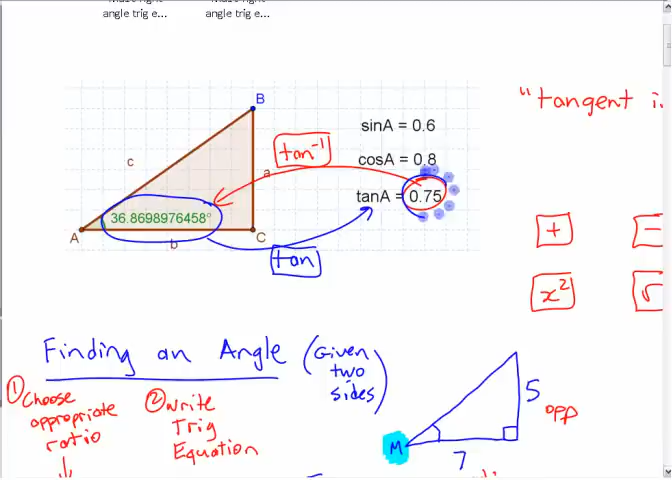 angle trig e...
angle trig e...
B
sinA = 0.6
"tangent i
tan⁻¹
c
a
cosA = 0.8
tanA = 0.75
36.8698976458°
A
b
C
tan
+
−
x²
√
Finding an Angle (Given
two
sides)
① Choose
appropriate
ratio
② Write
Trig
Equation
5
opp
M
7